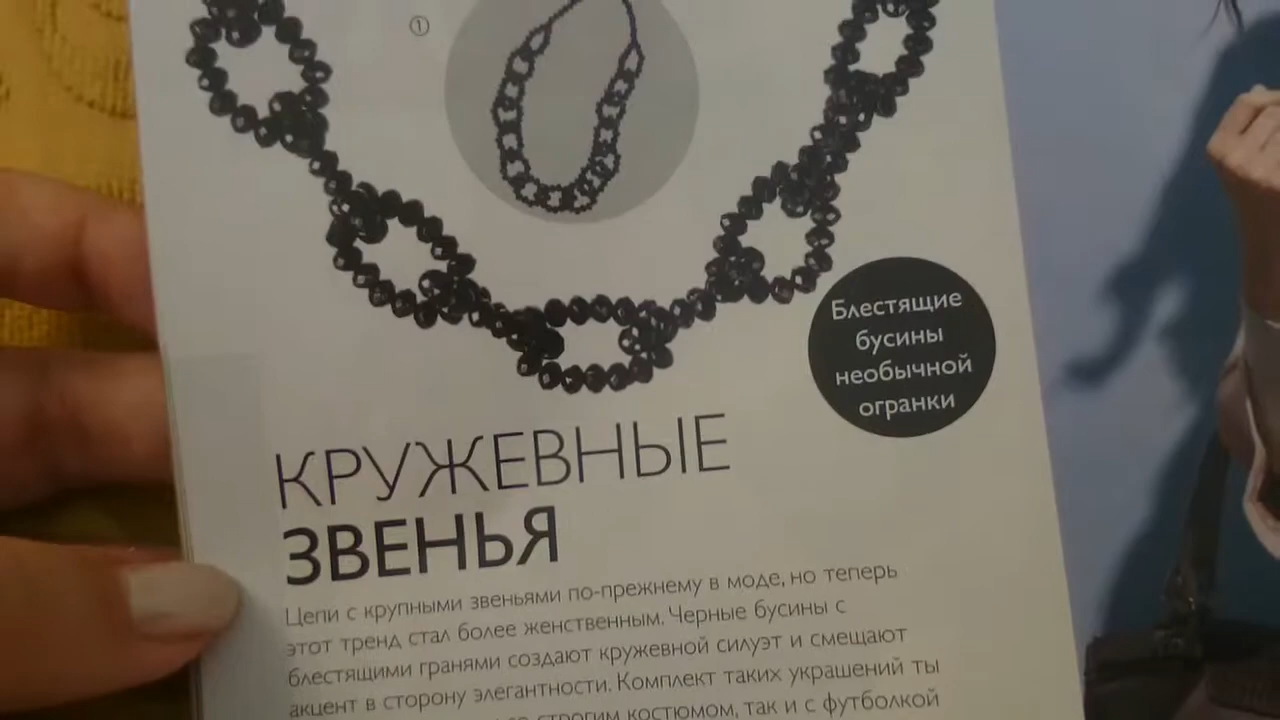 ①
Блестящие
бусины
необычной
огранки
КРУЖЕВНЫЕ
ЗВЕНЬЯ
Цепи с крупными звеньями по-прежнему в моде, но теперь
этот тренд стал более женственным. Черные бусины с
блестящими гранями создают кружевной силуэт и смещают
акцент в сторону элегантности. Комплект таких украшений ты
строгим костюмом, так и с футболкой